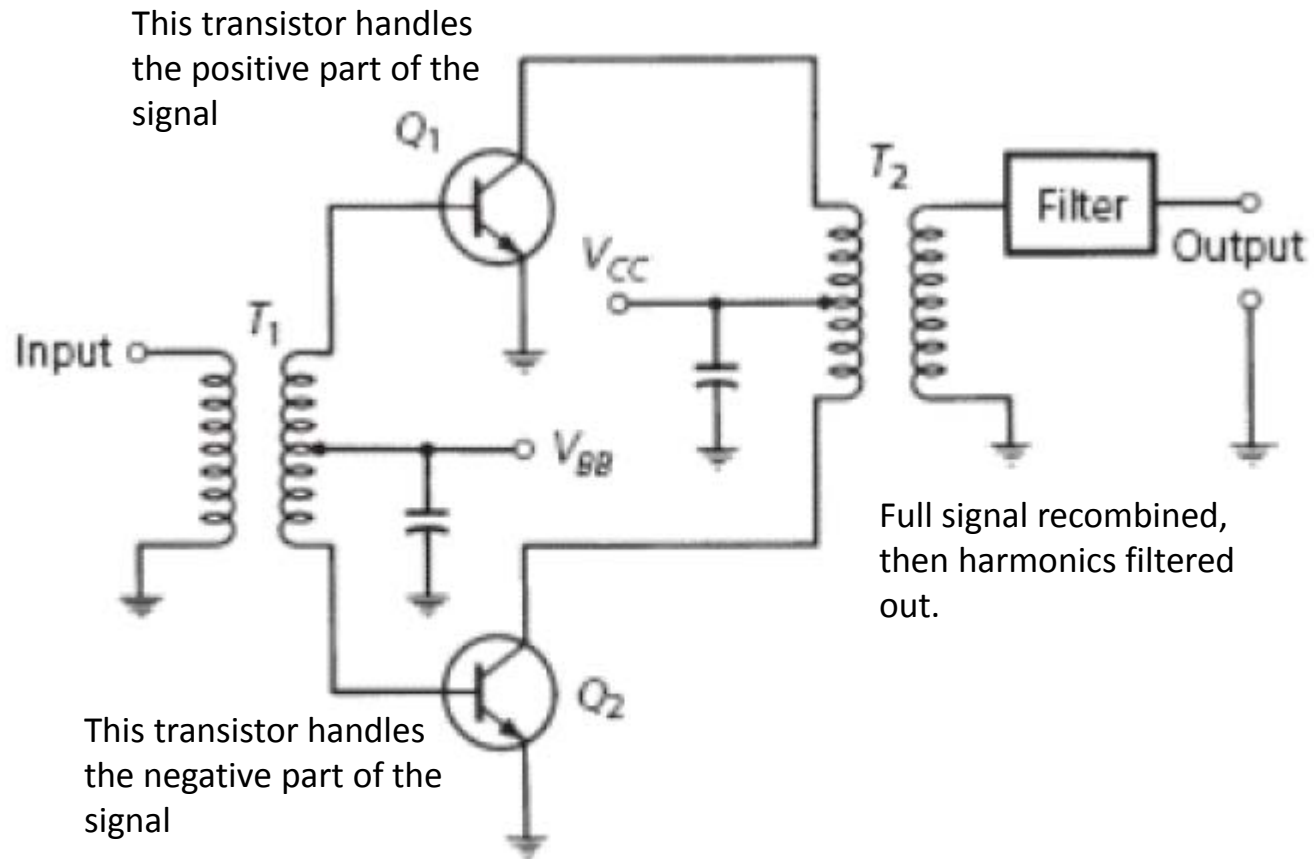 This transistor handles
the positive part of the
signal
Q1
T2
Filter
Output
VCC
T1
Input
VBB
Full signal recombined,
then harmonics filtered
out.
Q2
This transistor handles
the negative part of the
signal